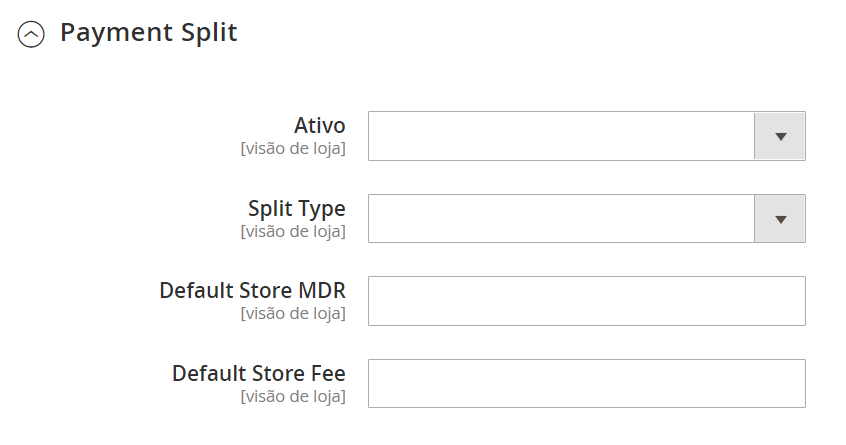 Payment Split
Ativo
[visão de loja]
Split Type
[visão de loja]
Default Store MDR
[visão de loja]
Default Store Fee
[visão de loja]